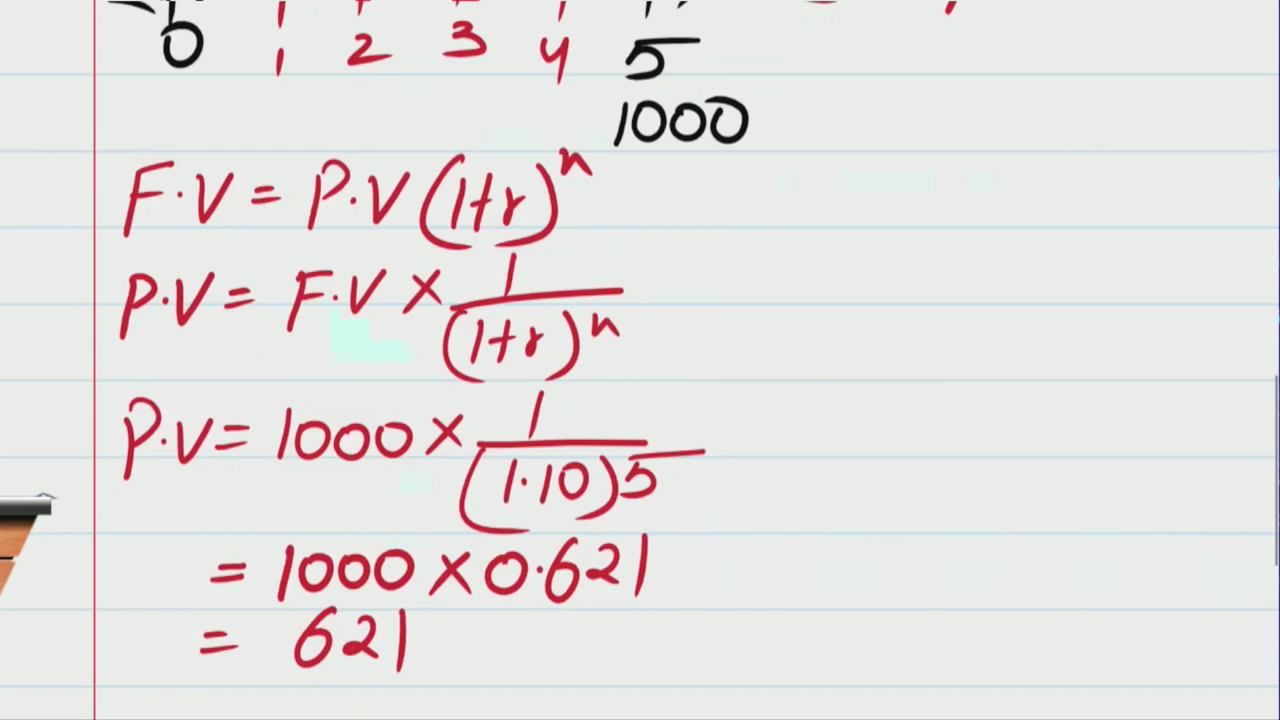 0 1 2 3 4 5
1000
F.V = P.V (1+r)^n
P.V = F.V × 1/(1+r)^n
P.V = 1000 × 1/(1.10)^5
= 1000 × 0.621
= 621